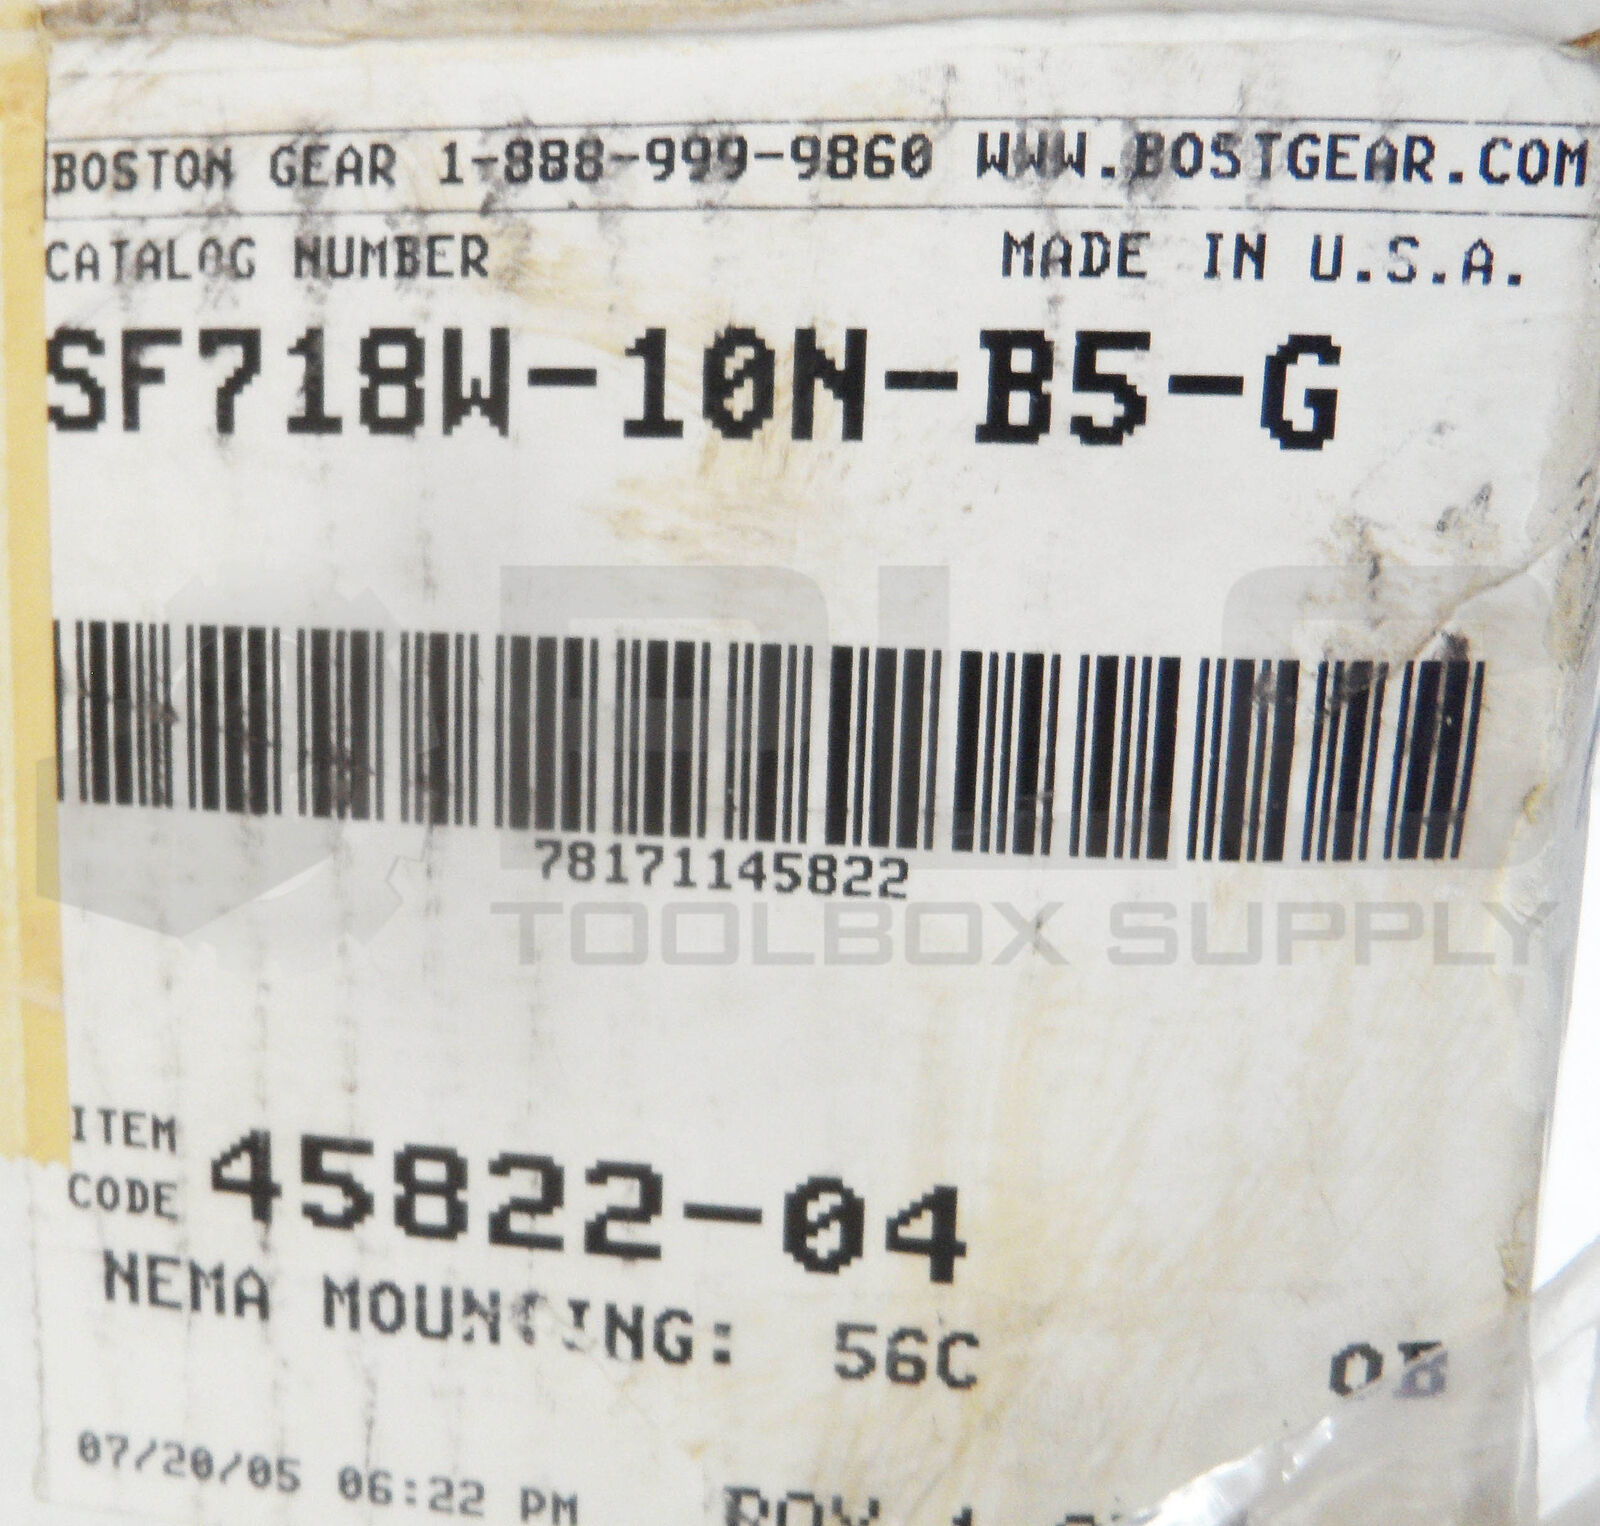 BOSTON GEAR 1-888-999-9860 WWW.BOSTGEAR.COM
CATALOG NUMBER MADE IN U.S.A.
SF718W-10N-B5-G
78171145822
TOOLBOX SUPPLY
ITEM CODE 45822-04
NEMA MOUNTING: 56C
07/20/05 06:22 PM